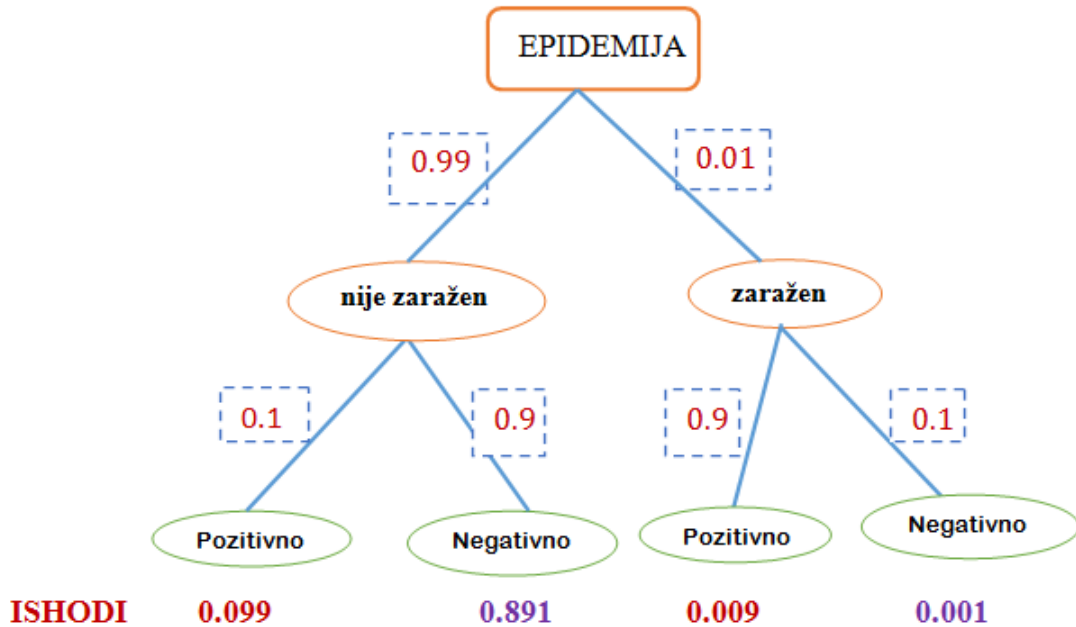 EPIDEMIJA
0.99
0.01
nije zaražen
zaražen
0.1
0.9
0.9
0.1
Pozitivno
Negativno
Pozitivno
Negativno
ISHODI 0.099 0.891 0.009 0.001